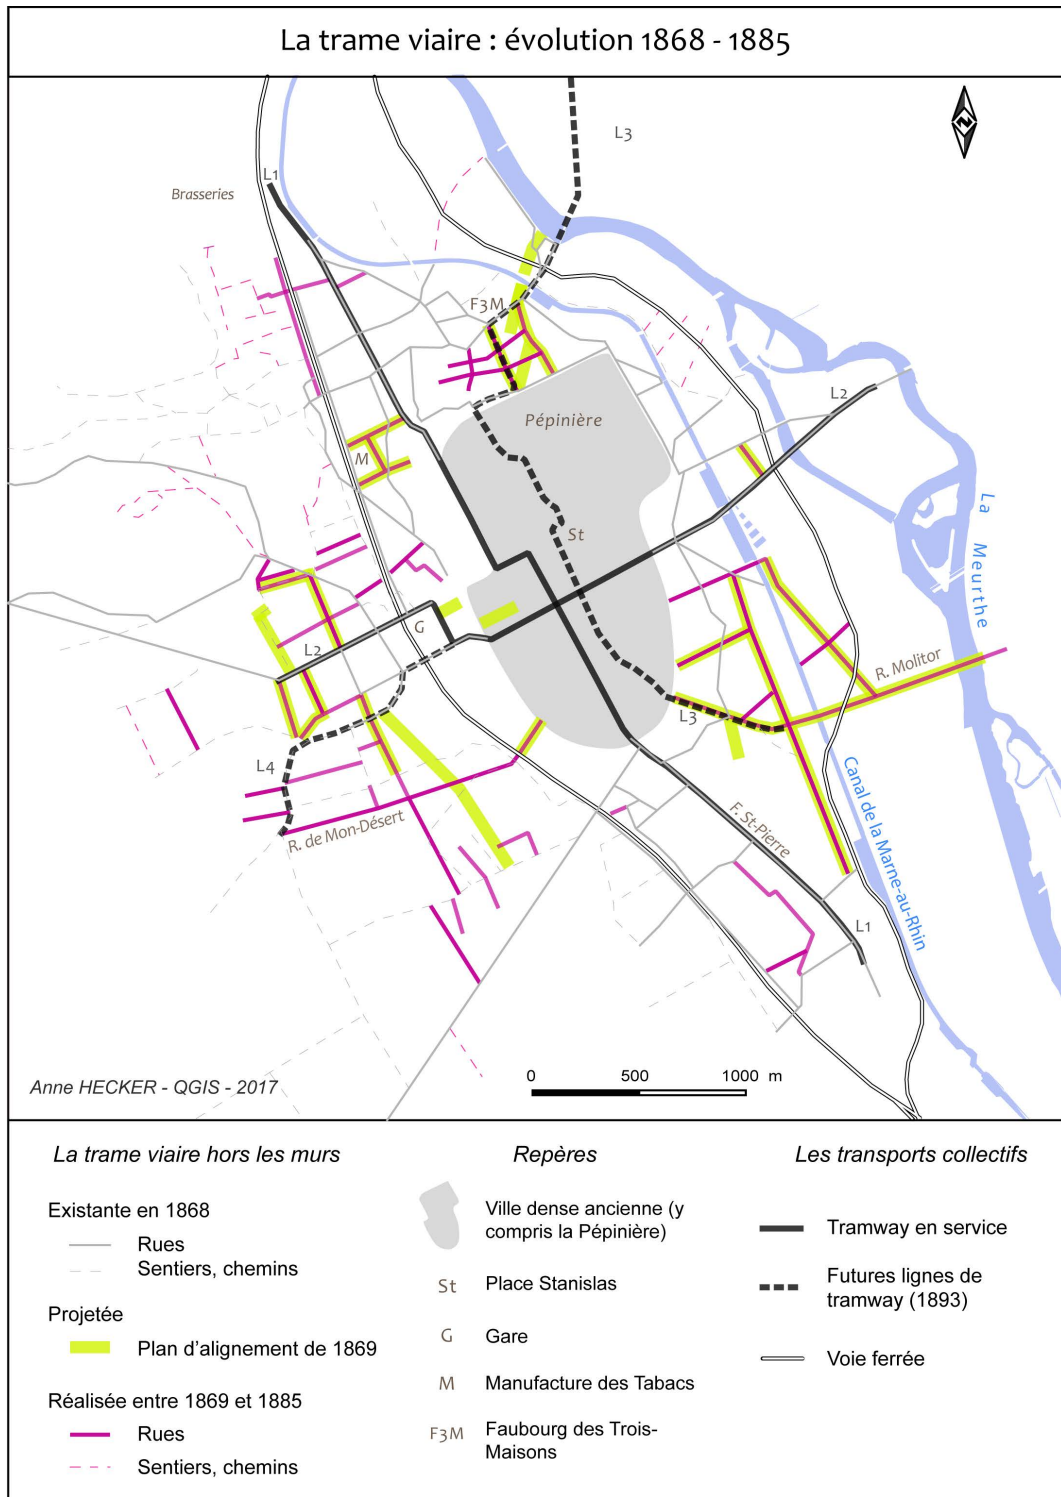 La trame viaire : évolution 1868 - 1885
L3
N
L1
Brasseries
F3M
L2
Pépinière
M
St
La Meurthe
G
L2
R. Molitor
L3
L4
R. de Mon-Désert
F. St-Pierre
Canal de la Marne-au-Rhin
L1
Anne HECKER - QGIS - 2017
0 500 1000 m
La trame viaire hors les murs
Existante en 1868
Rues
Sentiers, chemins
Projetée
Plan d'alignement de 1869
Réalisée entre 1869 et 1885
Rues
Sentiers, chemins
Repères
Ville dense ancienne (y
compris la Pépinière)
St Place Stanislas
G Gare
M Manufacture des Tabacs
F3M Faubourg des Trois-
Maisons
Les transports collectifs
Tramway en service
Futures lignes de
tramway (1893)
Voie ferrée